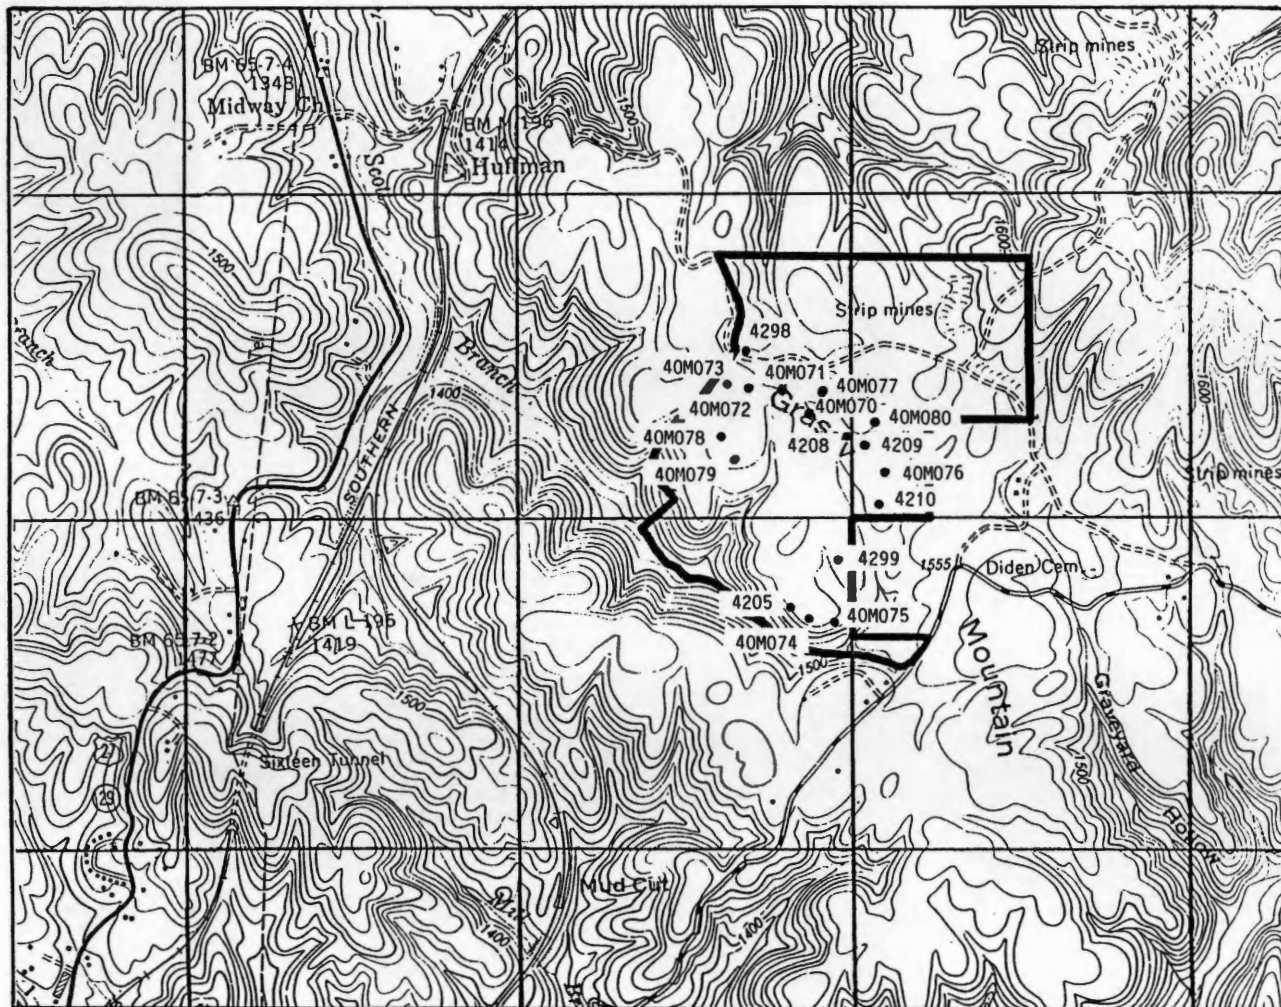 BM 65-7-4
1348
Midway Ch
BM M 196
1414
Huffman
Strip mines
1500
Scott
1500
1600
Strip mines
4298
Branch
Branch
1400
SOUTHERN
40M073
40M071
40M077
40M072
40M070
40M080
Grass
40M078
4208
4209
40M079
40M076
4210
Strip mines
1600
BM 65-7-3
1436
4299
1555
Diden Cem
4205
40M075
40M074
BM L 196
1419
BM 65-7-2
1477
1500
Mountain
1500
Graveyard
Hollow
1500
27
29
Sixteen Tunnel
Mud Cut
1400
1400